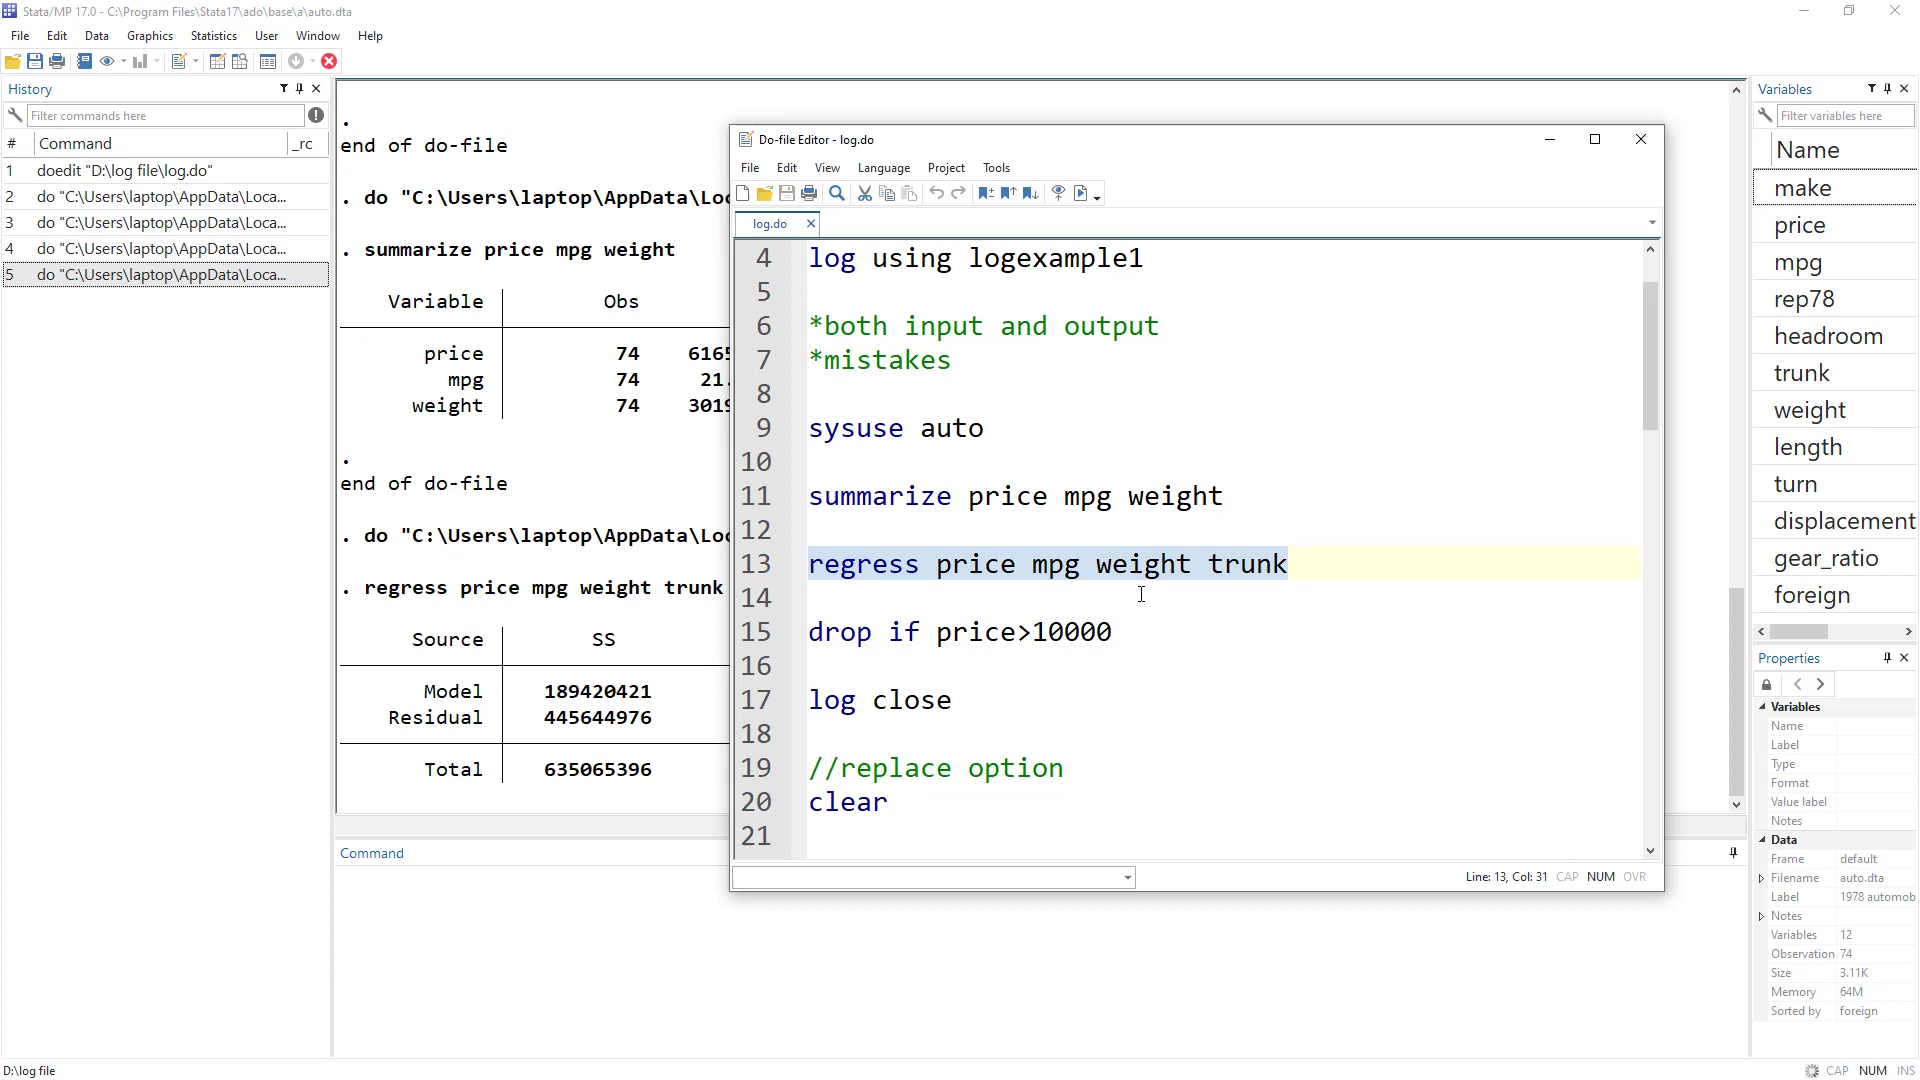 Stata/MP 17.0 - C:\Program Files\Stata17\ado\base\a\auto.dta
File Edit Data Graphics Statistics User Window Help
History
Filter commands here
# Command _rc
1 doedit "D:\log file\log.do"
2 do "C:\Users\laptop\AppData\Loca...
3 do "C:\Users\laptop\AppData\Loca...
4 do "C:\Users\laptop\AppData\Loca...
5 do "C:\Users\laptop\AppData\Loca...
.
end of do-file
. do "C:\Users\laptop\AppData\Loc
. summarize price mpg weight
Variable Obs
price 74 6165
mpg 74 21.
weight 74 3019
.
end of do-file
. do "C:\Users\laptop\AppData\Loc
. regress price mpg weight trunk
Source SS
Model 189420421
Residual 445644976
Total 635065396
Command
Do-file Editor - log.do
File Edit View Language Project Tools
log.do
4 log using logexample1
5
6 *both input and output
7 *mistakes
8
9 sysuse auto
10
11 summarize price mpg weight
12
13 regress price mpg weight trunk
14
15 drop if price>10000
16
17 log close
18
19 //replace option
20 clear
21
Line: 13, Col: 31 CAP NUM OVR
Variables
Filter variables here
Name
make
price
mpg
rep78
headroom
trunk
weight
length
turn
displacement
gear_ratio
foreign
Properties
Variables
Name
Label
Type
Format
Value label
Notes
Data
Frame default
Filename auto.dta
Label 1978 automob
Notes
Variables 12
Observation 74
Size 3.11K
Memory 64M
Sorted by foreign
D:\log file
CAP NUM INS